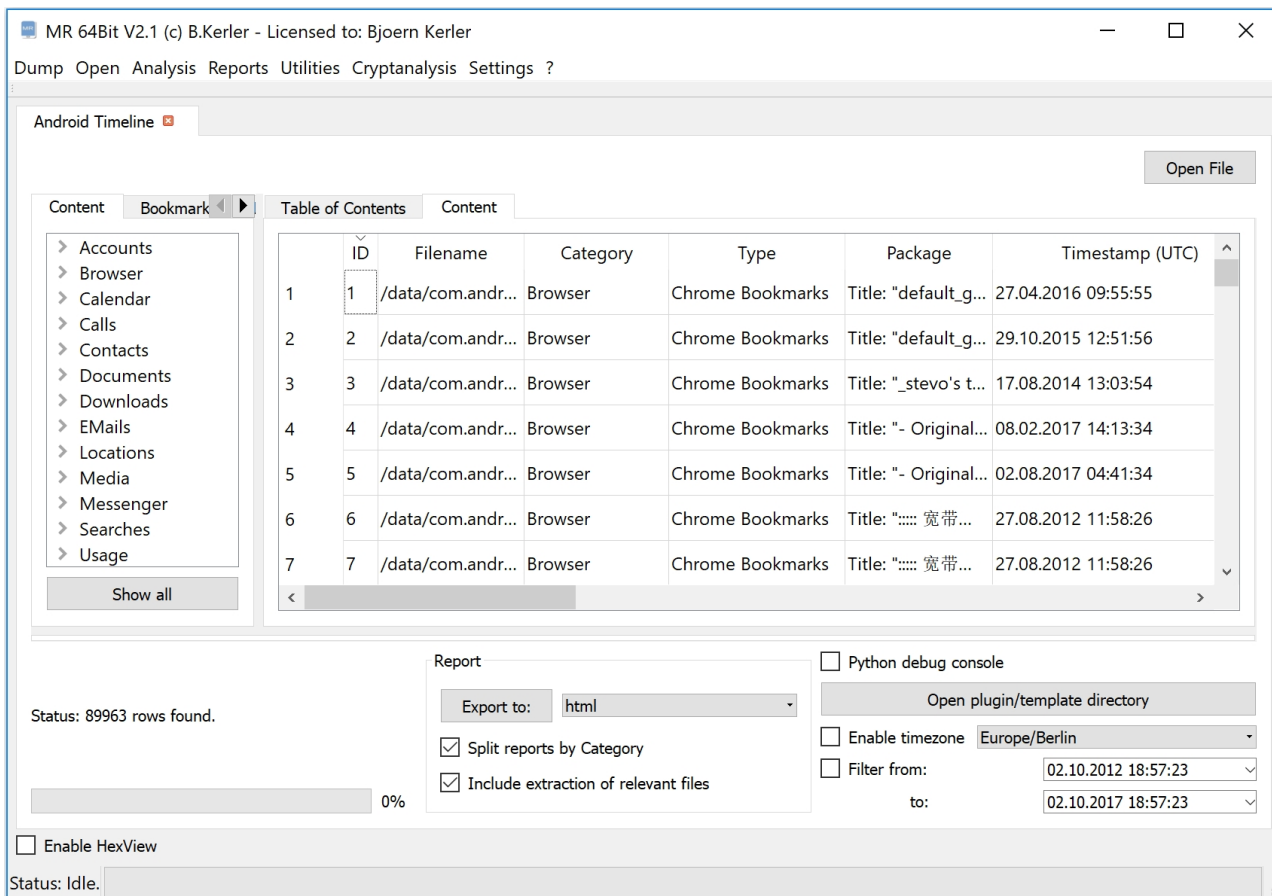 MR 64Bit V2.1 (c) B.Kerler - Licensed to: Bjoern Kerler
Dump Open Analysis Reports Utilities Cryptanalysis Settings ?
Android Timeline
Open File
Content Bookmark
Accounts
Browser
Calendar
Calls
Contacts
Documents
Downloads
EMails
Locations
Media
Messenger
Searches
Usage
Show all
Table of Contents Content
ID Filename Category Type Package Timestamp (UTC)
1 1 /data/com.andr... Browser Chrome Bookmarks Title: "default_g... 27.04.2016 09:55:55
2 2 /data/com.andr... Browser Chrome Bookmarks Title: "default_g... 29.10.2015 12:51:56
3 3 /data/com.andr... Browser Chrome Bookmarks Title: "_stevo's t... 17.08.2014 13:03:54
4 4 /data/com.andr... Browser Chrome Bookmarks Title: "- Original... 08.02.2017 14:13:34
5 5 /data/com.andr... Browser Chrome Bookmarks Title: "- Original... 02.08.2017 04:41:34
6 6 /data/com.andr... Browser Chrome Bookmarks Title: "::::: 宽带... 27.08.2012 11:58:26
7 7 /data/com.andr... Browser Chrome Bookmarks Title: "::::: 宽带... 27.08.2012 11:58:26
Status: 89963 rows found.
0%
Report
Export to: html
Split reports by Category
Include extraction of relevant files
Python debug console
Open plugin/template directory
Enable timezone Europe/Berlin
Filter from: 02.10.2012 18:57:23
to: 02.10.2017 18:57:23
Enable HexView
Status: Idle.